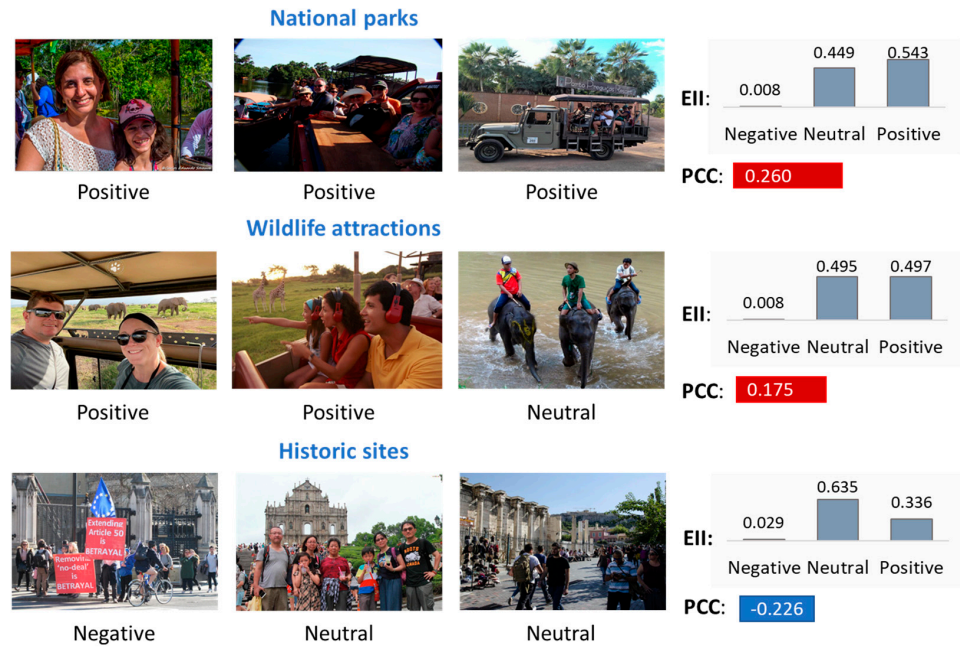 National parks
Positive
Positive
Positive
EII:
0.008
0.449
0.543
Negative Neutral Positive
PCC: 0.260
Wildlife attractions
Positive
Positive
Neutral
EII:
0.008
0.495
0.497
Negative Neutral Positive
PCC: 0.175
Historic sites
Extending
Article 50
is
BETRAYAL
Removing
'no-deal'
is
BETRAYAL
Negative
Neutral
Neutral
EII:
0.029
0.635
0.336
Negative Neutral Positive
PCC: -0.226